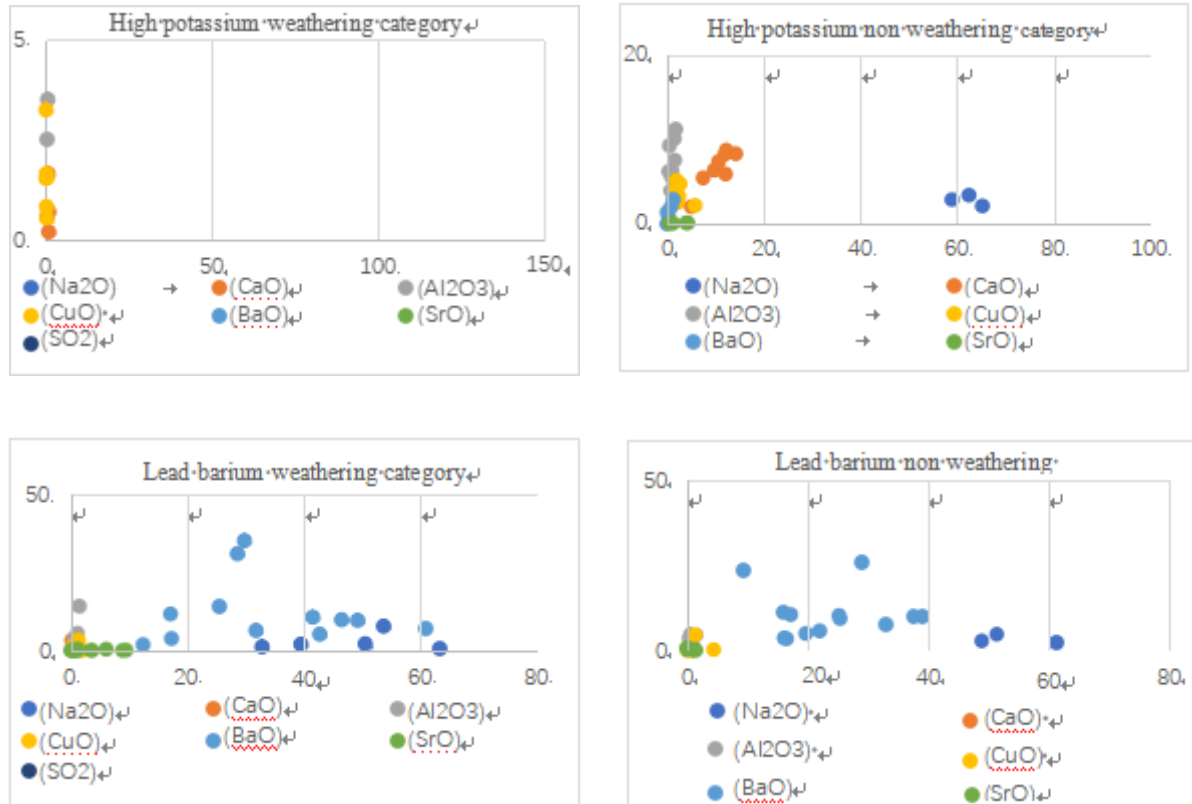 High·potassium·weathering·category↵
5.
0.
0. 50↓ 100. 150↓
(Na2O) → (CaO)↵ (Al2O3)↵
(CuO)·↵ (BaO)↵ (SrO)↵
(SO2)↵
High·potassium·non·weathering·category↵
20↓
↵ ↵ ↵ ↵ ↵
0↓
0. 20↓ 40. 60. 80. 100.
(Na2O) → (CaO)↵
(Al2O3) → (CuO)↵
(BaO) → (SrO)↵
Lead·barium·weathering·category↵
50.
↵ ↵ ↵ ↵
0↓
0. 20. 40↵ 60. 80.
(Na2O)↵ (CaO)↵ (Al2O3)↵
(CuO)↵ (BaO)↵ (SrO)↵
(SO2)↵
Lead·barium·non·weathering·
50↓
↵ ↵ ↵ ↵
0↓
0. 20↵ 40↓ 60↓ 80↓
(Na2O)·↵ (CaO)·↵
(Al2O3)·↵ (CuO)·↵
(BaO)↵ (SrO)↵